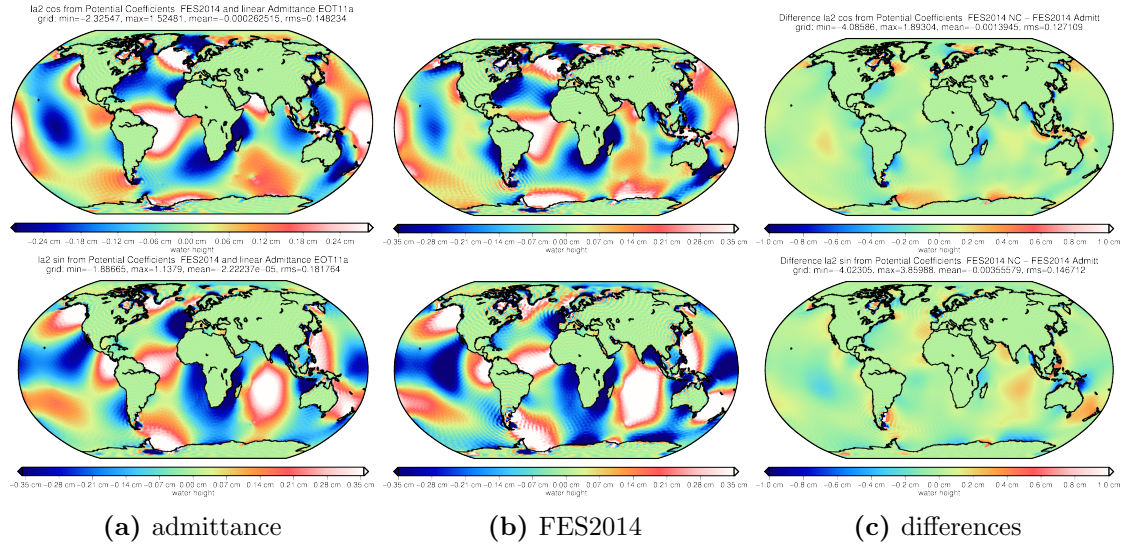 la2 cos from Potential Coefficients FES2014 and linear Admittance EOT11a
grid: min=−2.32547, max=1.52481, mean=−0.000262515, rms=0.148234
−0.24 cm −0.18 cm −0.12 cm −0.06 cm 0.00 cm 0.06 cm 0.12 cm 0.18 cm 0.24 cm
water height
la2 cos from Potential Coefficients FES2014
−0.35 cm −0.28 cm −0.21 cm −0.14 cm −0.07 cm 0.00 cm 0.07 cm 0.14 cm 0.21 cm 0.28 cm 0.35 cm
water height
Difference la2 cos from Potential Coefficients FES2014 NC − FES2014 Admitt
grid: min=−4.08586, max=1.89304, mean=−0.0013945, rms=0.127109
−1.0 cm −0.8 cm −0.6 cm −0.4 cm −0.2 cm 0.0 cm 0.2 cm 0.4 cm 0.6 cm 0.8 cm 1.0 cm
water height
la2 sin from Potential Coefficients FES2014 and linear Admittance EOT11a
grid: min=−1.88665, max=1.1379, mean=−2.22237e−05, rms=0.181764
−0.35 cm −0.28 cm −0.21 cm −0.14 cm −0.07 cm 0.00 cm 0.07 cm 0.14 cm 0.21 cm 0.28 cm 0.35 cm
water height
la2 sin from Potential Coefficients FES2014
−0.35 cm −0.28 cm −0.21 cm −0.14 cm −0.07 cm 0.00 cm 0.07 cm 0.14 cm 0.21 cm 0.28 cm 0.35 cm
water height
Difference la2 sin from Potential Coefficients FES2014 NC − FES2014 Admitt
grid: min=−4.02305, max=3.85988, mean=−0.00355579, rms=0.146712
−1.0 cm −0.8 cm −0.6 cm −0.4 cm −0.2 cm 0.0 cm 0.2 cm 0.4 cm 0.6 cm 0.8 cm 1.0 cm
water height
(a) admittance
(b) FES2014
(c) differences